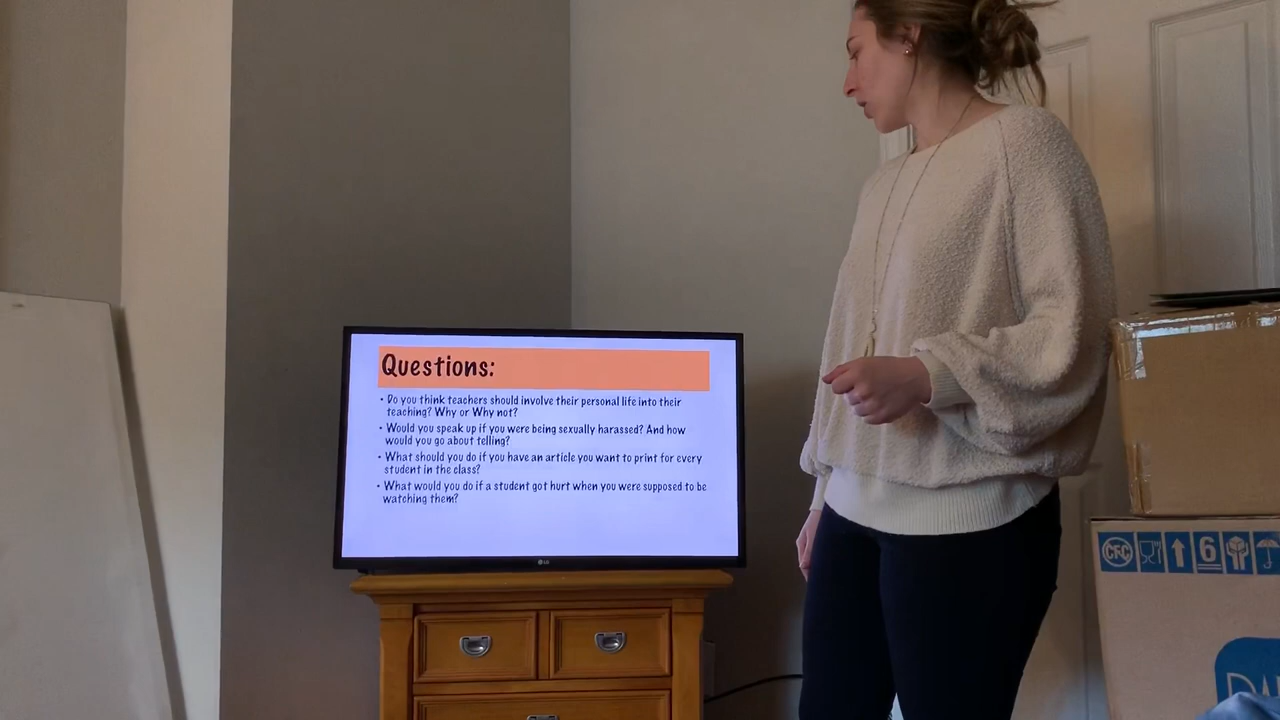 Questions:
• Do you think teachers should involve their personal life into their
teaching? Why or Why not?
• Would you speak up if you were being sexually harassed? And how
would you go about telling?
• What should you do if you have an article you want to print for every
student in the class?
• What would you do if a student got hurt when you were supposed to be
watching them?
LG
CFC
6